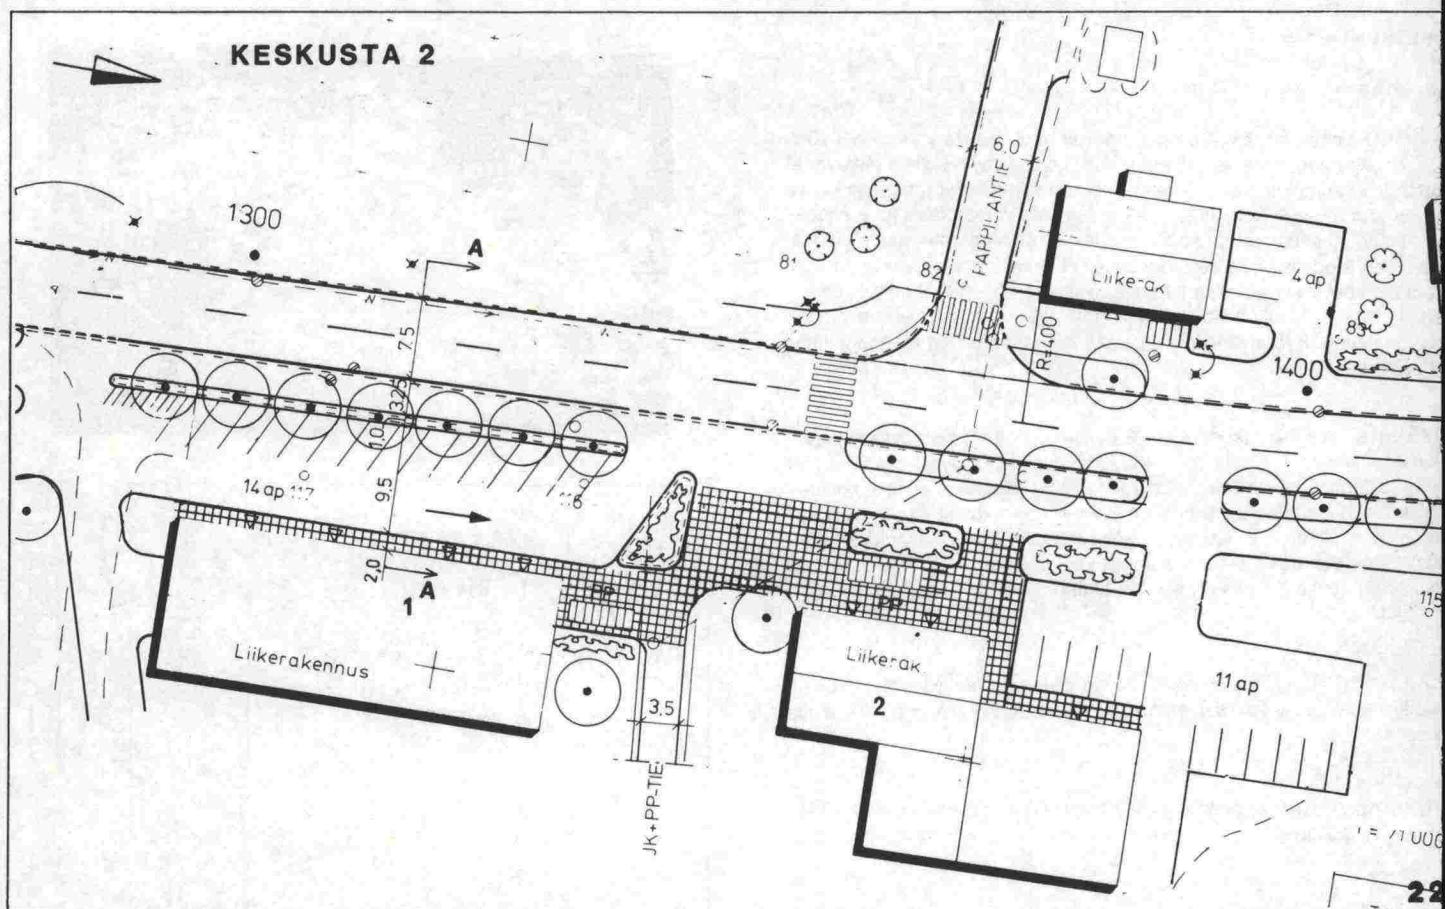 KESKUSTA 2
1300
A
7.5
3.25
1.0
9.5
2.0
A
14 ap
117
1
Liikerakennus
PP
3.5
JK+PP-TIE
81
82
C
PAPPILANTIE
6.0
Liikerak
R=400
4 ap
83
1400
PP
Liikerak
2
11 ap
115
22